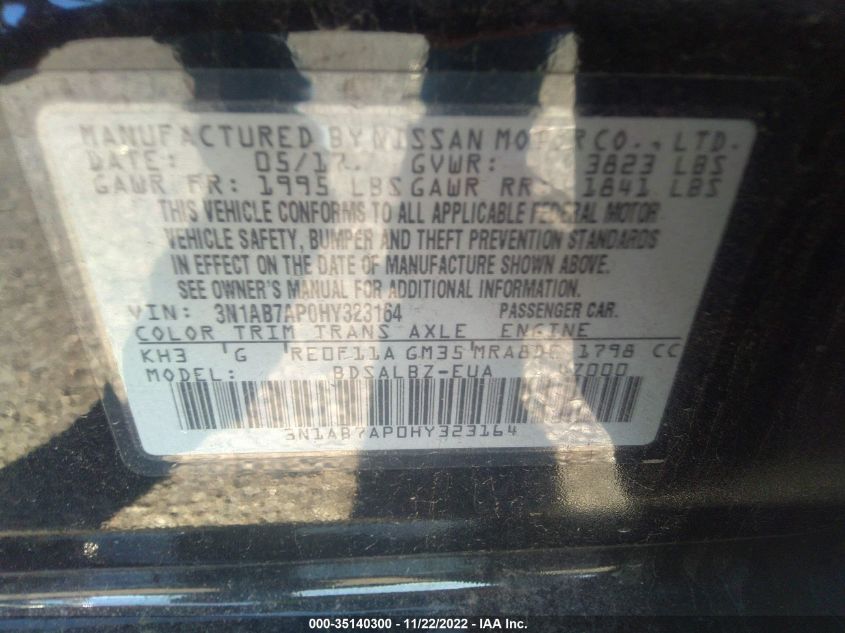 MANUFACTURED BY NISSAN MOTOR CO., LTD.
DATE: 05/17 GVWR: 3823 LBS
GAWR FR: 1995 LBS GAWR RR: 1841 LBS
THIS VEHICLE CONFORMS TO ALL APPLICABLE FEDERAL MOTOR
VEHICLE SAFETY, BUMPER AND THEFT PREVENTION STANDARDS
IN EFFECT ON THE DATE OF MANUFACTURE SHOWN ABOVE.
SEE OWNER'S MANUAL FOR ADDITIONAL INFORMATION.
VIN: 3N1AB7AP0HY323164 PASSENGER CAR.
COLOR TRIM TRANS AXLE ENGINE
KH3 G RE0F11A GM35 MRA8DE 1798 CC
MODEL: BDSALBZ-EUA
3N1AB7AP0HY323164
000-35140300 - 11/22/2022 - IAA Inc.